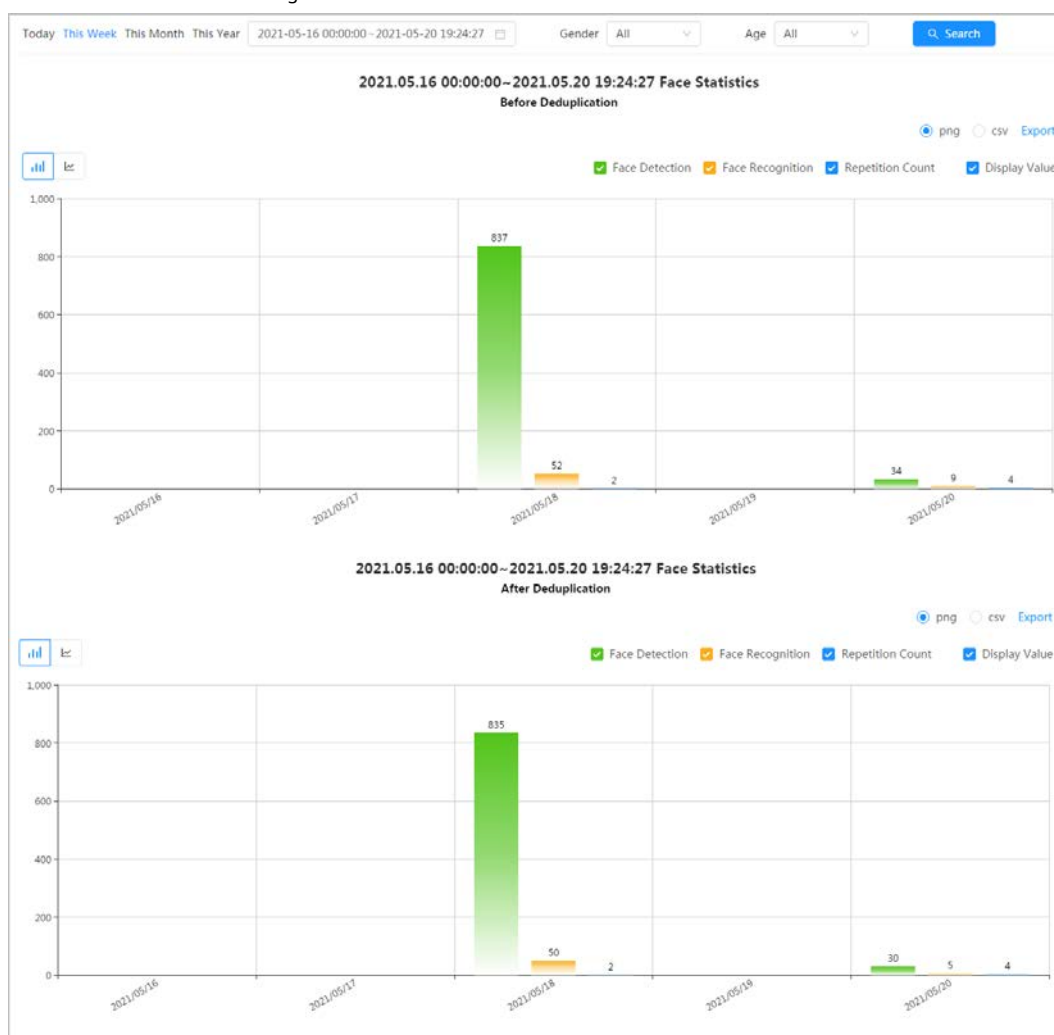 Today This Week This Month This Year 2021-05-16 00:00:00 - 2021-05-20 19:24:27 Gender All Age All Search
2021.05.16 00:00:00~2021.05.20 19:24:27 Face Statistics
Before Deduplication
png csv Export
Face Detection Face Recognition Repetition Count Display Value
1,000
837
800
600
400
200
52
2
34
9
4
0
2021/05/16 2021/05/17 2021/05/18 2021/05/19 2021/05/20
2021.05.16 00:00:00~2021.05.20 19:24:27 Face Statistics
After Deduplication
png csv Export
Face Detection Face Recognition Repetition Count Display Value
1,000
835
800
600
400
200
50
2
30
5
4
0
2021/05/16 2021/05/17 2021/05/18 2021/05/19 2021/05/20